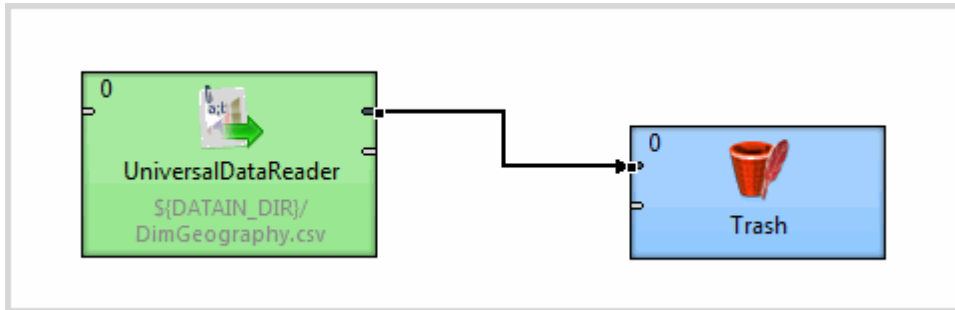 0
a;b
UniversalDataReader
${DATAIN_DIR}/
DimGeography.csv
0
Trash